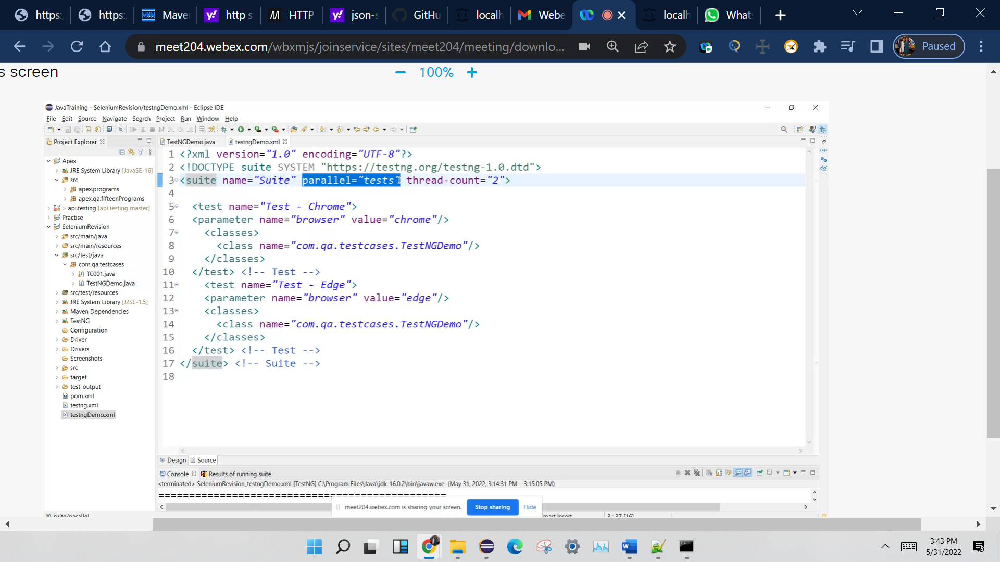 https:
https:
Mave
http s
HTTP
json-s
GitHu
localh
Webe
localh
Whats
meet204.webex.com/wbxmjs/joinservice/sites/meet204/meeting/downlo...
Paused
s screen
100%
JavaTraining - SeleniumRevision/testngDemo.xml - Eclipse IDE
File Edit Source Navigate Search Project Run Window Help
Project Explorer
TestNGDemo.java
testngDemo.xml
Apex
JRE System Library [JavaSE-16]
src
apex.programs
apex.qa.fifteenPrograms
> api.testing [api.testing master]
Practise
SeleniumRevision
src/main/java
src/main/resources
src/test/java
com.qa.testcases
TC001.java
TestNGDemo.java
src/test/resources
JRE System Library [J2SE-1.5]
Maven Dependencies
TestNG
Configuration
Driver
Drivers
Screenshots
src
target
test-output
pom.xml
testng.xml
testngDemo.xml
1 <?xml version="1.0" encoding="UTF-8"?>
2 <!DOCTYPE suite SYSTEM "https://testng.org/testng-1.0.dtd">
3 <suite name="Suite" parallel="tests" thread-count="2">
4
5 <test name="Test - Chrome">
6 <parameter name="browser" value="chrome"/>
7 <classes>
8 <class name="com.qa.testcases.TestNGDemo"/>
9 </classes>
10 </test> <!-- Test -->
11 <test name="Test - Edge">
12 <parameter name="browser" value="edge"/>
13 <classes>
14 <class name="com.qa.testcases.TestNGDemo"/>
15 </classes>
16 </test> <!-- Test -->
17 </suite> <!-- Suite -->
18
Design Source
Console Results of running suite
<terminated> SeleniumRevision_testngDemo.xml [TestNG] C:\Program Files\Java\jdk-16.0.2\bin\javaw.exe (May 31, 2022, 3:14:31 PM – 3:15:05 PM)
===============================================
meet204.webex.com is sharing your screen. Stop sharing Hide
suite/parallel
3 : 37 [16]
3:43 PM
5/31/2022